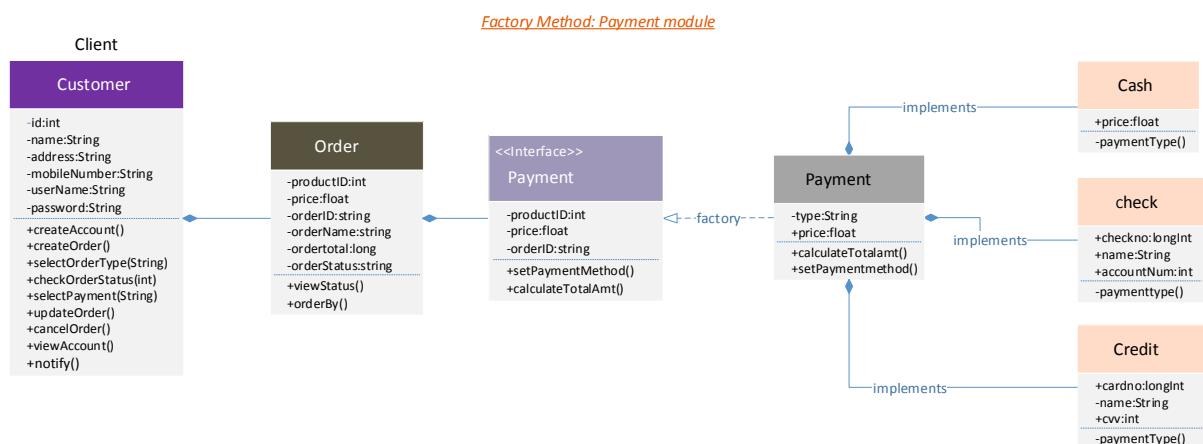 Factory Method: Payment module
Client
Customer
-id:int
-name:String
-address:String
-mobileNumber:String
-userName:String
-password:String
+createAccount()
+createOrder()
+selectOrderType(String)
+checkOrderStatus(int)
+selectPayment(String)
+updateOrder()
+cancelOrder()
+viewAccount()
+notify()
Order
-productID:int
-price:float
-orderID:string
-orderName:string
-ordertotal:long
-orderStatus:string
+viewStatus()
+orderBy()
<<Interface>>
Payment
-productID:int
-price:float
-orderID:string
+setPaymentMethod()
+calculateTotalAmt()
factory
Payment
-type:String
+price:float
+calculateTotalamt()
+setPaymentmethod()
implements
implements
implements
Cash
+price:float
-paymentType()
check
+checkno:longInt
+name:String
+accountNum:int
-paymenttype()
Credit
+cardno:longInt
-name:String
+cvv:int
-paymentType()